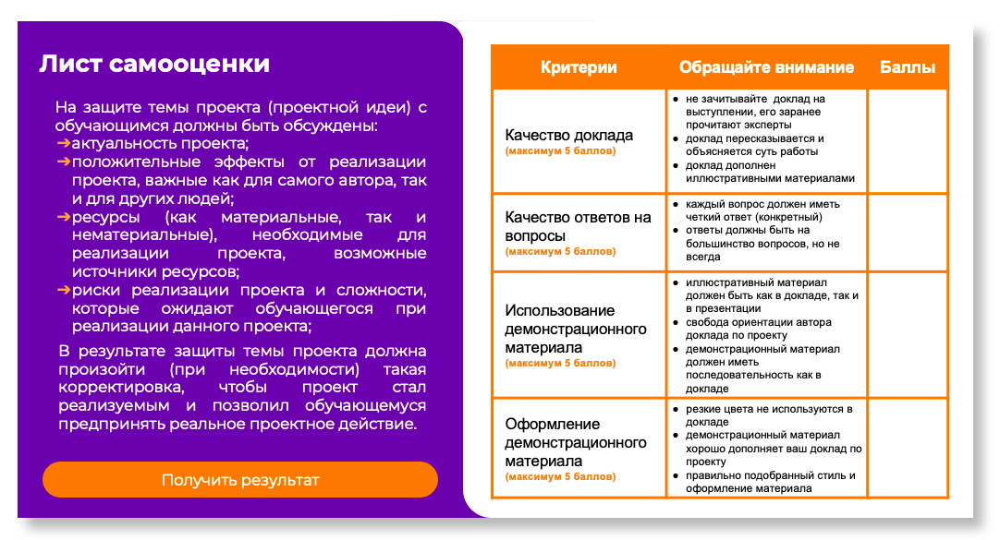 Лист самооценки
На защите темы проекта (проектной идеи) с
обучающимся должны быть обсуждены:
➔актуальность проекта;
➔положительные эффекты от реализации
проекта, важные как для самого автора, так
и для других людей;
➔ресурсы (как материальные, так и
нематериальные), необходимые для
реализации проекта, возможные
источники ресурсов;
➔риски реализации проекта и сложности,
которые ожидают обучающегося при
реализации данного проекта;
В результате защиты темы проекта должна
произойти (при необходимости) такая
корректировка, чтобы проект стал
реализуемым и позволил обучающемуся
предпринять реальное проектное действие.
Получить результат
Критерии
Обращайте внимание
Баллы
Качество доклада
(максимум 5 баллов)
● не зачитывайте доклад на
выступлении, его заранее
прочитают эксперты
● доклад пересказывается и
объясняется суть работы
● доклад дополнен
иллюстративными материалами
Качество ответов на
вопросы
(максимум 5 баллов)
● каждый вопрос должен иметь
четкий ответ (конкретный)
● ответы должны быть на
большинство вопросов, но не
всегда
Использование
демонстрационного
материала
(максимум 5 баллов)
● иллюстративный материал
должен быть как в докладе, так и
в презентации
● свобода ориентации автора
доклада по проекту
● демонстрационный материал
должен иметь
последовательность как в
докладе
Оформление
демонстрационного
материала
(максимум 5 баллов)
● резкие цвета не используются в
докладе
● демонстрационный материал
хорошо дополняет ваш доклад по
проекту
● правильно подобранный стиль и
оформление материала